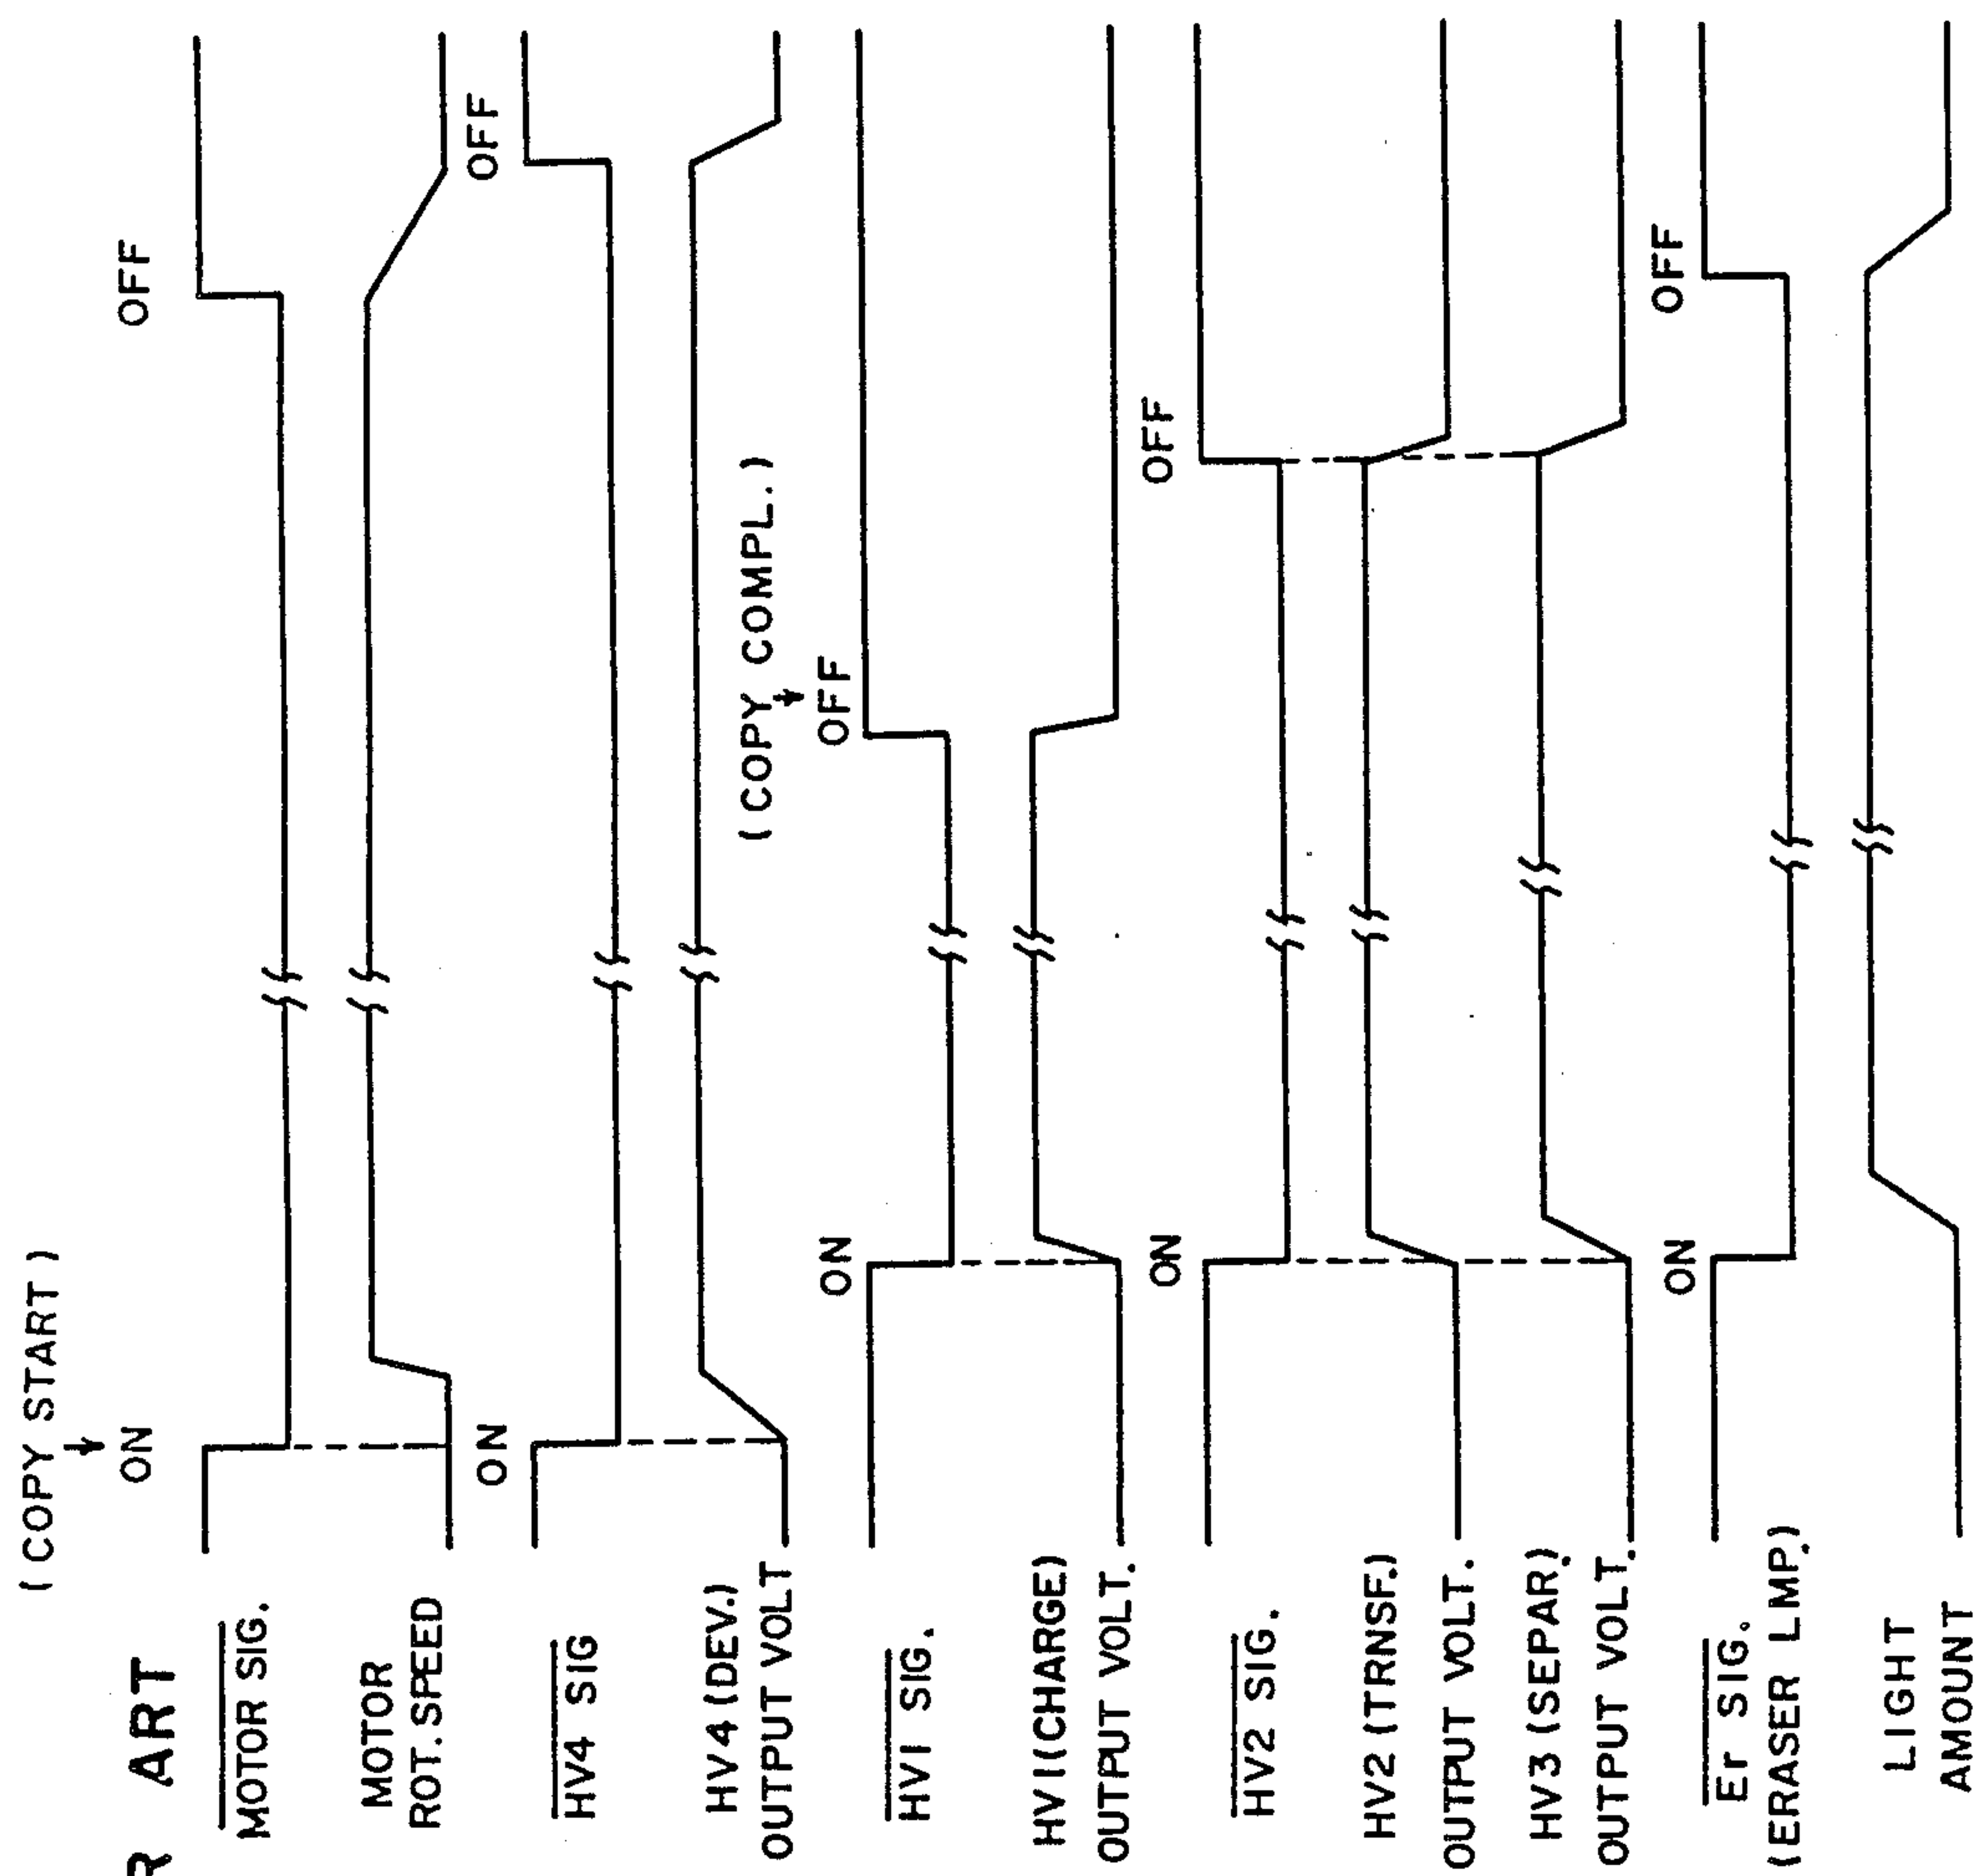 R ART
(COPY START)
ON
OFF
MOTOR SIG.
MOTOR
ROT. SPEED
ON
OFF
HV4 SIG
HV4 (DEV.)
OUTPUT VOLT
(COPY COMPL.)
ON
OFF
HV1 SIG.
HV1 (CHARGE)
OUTPUT VOLT.
ON
OFF
HV2 SIG.
HV2 (TRNSF.)
OUTPUT VOLT.
HV3 (SEPAR.)
OUTPUT VOLT.
ON
OFF
Er SIG.
(ERASER LMP.)
LIGHT
AMOUNT